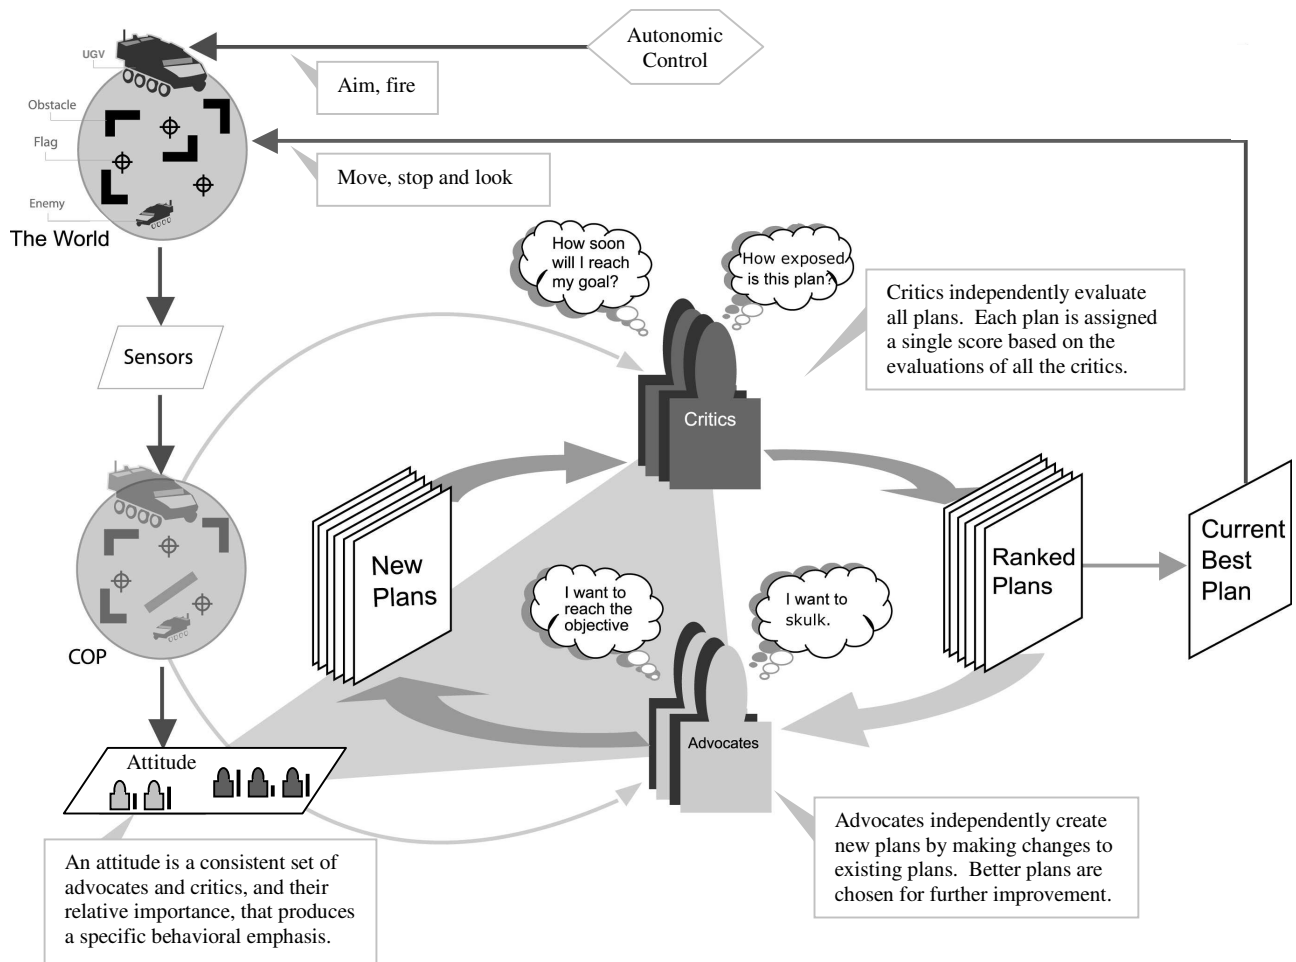 Autonomic
Control
UGV
Aim, fire
Obstacle
Flag
Move, stop and look
Enemy
The World
How soon
will I reach
my goal?
How exposed
is this plan?
Critics independently evaluate
all plans.  Each plan is assigned
a single score based on the
evaluations of all the critics.
Sensors
Critics
New
Plans
Ranked
Plans
Current
Best
Plan
I want to
reach the
objective
I want to
skulk.
COP
Advocates
Attitude
Advocates independently create
new plans by making changes to
existing plans.  Better plans are
chosen for further improvement.
An attitude is a consistent set of
advocates and critics, and their
relative importance, that produces
a specific behavioral emphasis.